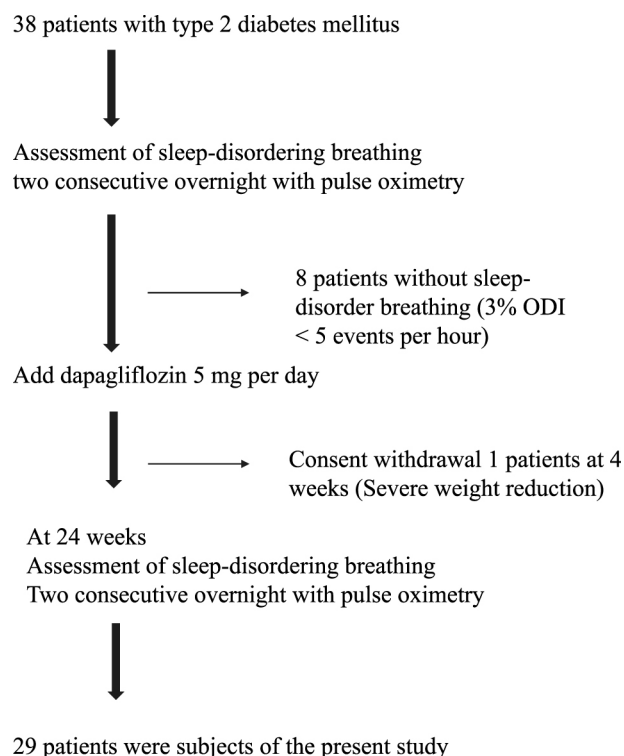 38 patients with type 2 diabetes mellitus
Assessment of sleep-disordering breathing
two consecutive overnight with pulse oximetry
8 patients without sleep-
disorder breathing (3% ODI
< 5 events per hour)
Add dapagliflozin 5 mg per day
Consent withdrawal 1 patients at 4
weeks (Severe weight reduction)
At 24 weeks
Assessment of sleep-disordering breathing
Two consecutive overnight with pulse oximetry
29 patients were subjects of the present study